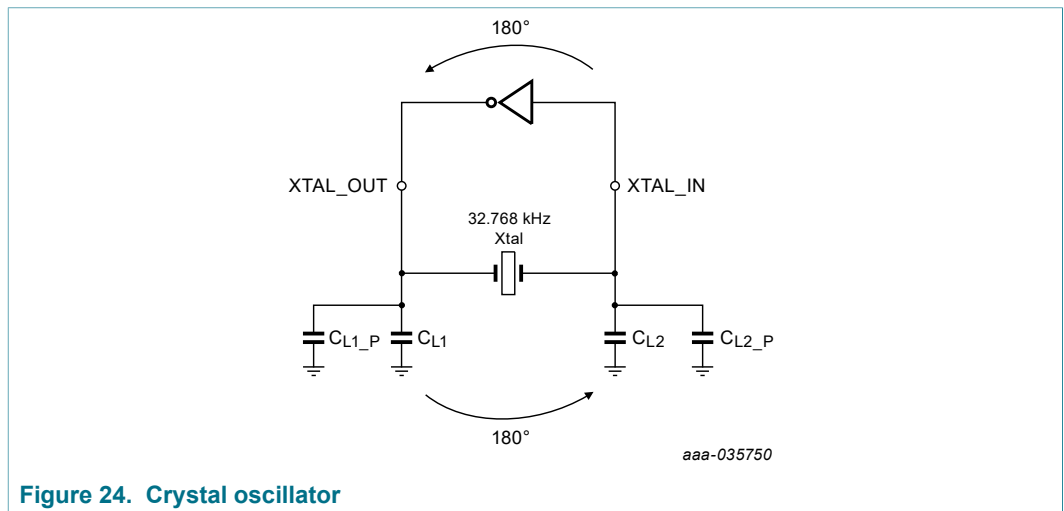 180°
XTAL_OUT
XTAL_IN
32.768 kHz
Xtal
CL1_P
CL1
CL2
CL2_P
180°
aaa-035750
Figure 24. Crystal oscillator